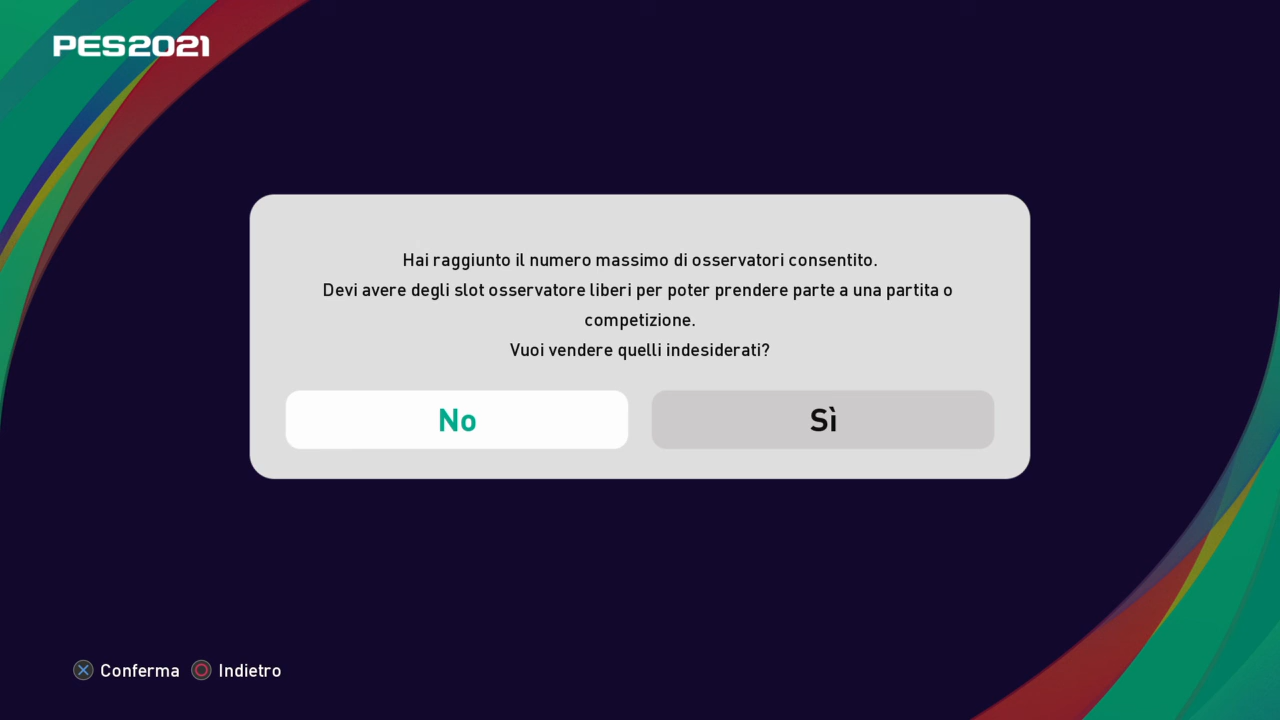 PES2021
Hai raggiunto il numero massimo di osservatori consentito.
Devi avere degli slot osservatore liberi per poter prendere parte a una partita o
competizione.
Vuoi vendere quelli indesiderati?
No Sì
Conferma Indietro